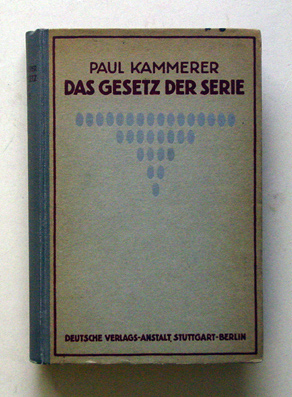 PAUL KAMMERER
DAS GESETZ DER SERIE
DEUTSCHE VERLAGS-ANSTALT, STUTTGART-BERLIN